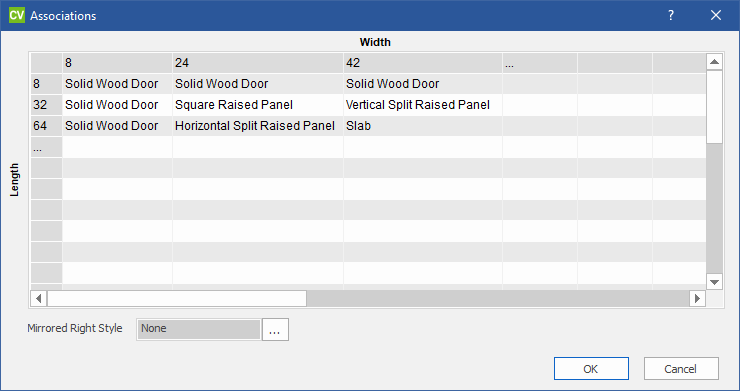 CV Associations ? ×
Width
8 24 42 ...
8 Solid Wood Door Solid Wood Door Solid Wood Door
32 Solid Wood Door Square Raised Panel Vertical Split Raised Panel
64 Solid Wood Door Horizontal Split Raised Panel Slab
...
Length
Mirrored Right Style None ...
OK Cancel